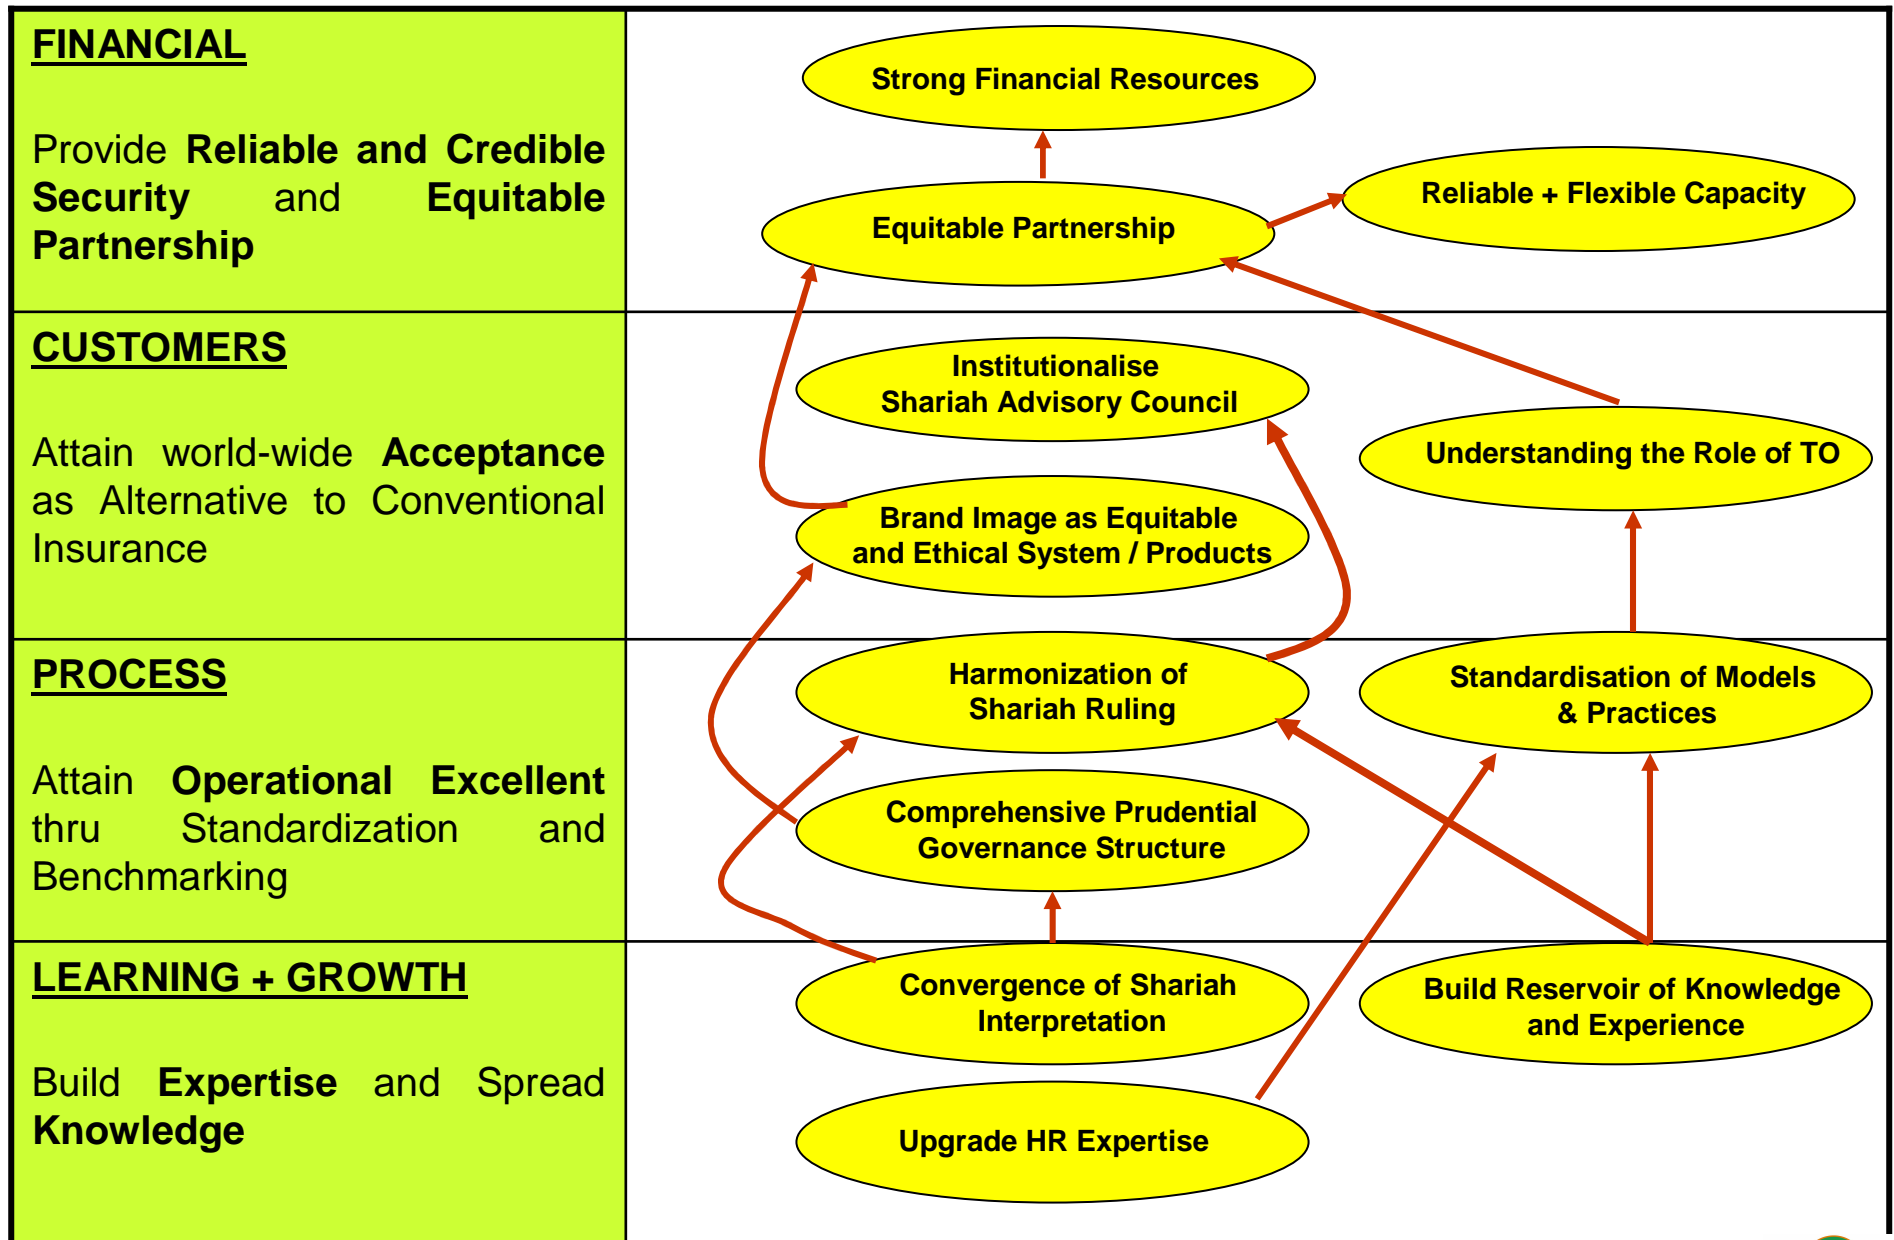 FINANCIAL
Provide Reliable and Credible
Security and Equitable
Partnership
Strong Financial Resources
Reliable + Flexible Capacity
Equitable Partnership
CUSTOMERS
Attain world-wide Acceptance
as Alternative to Conventional
Insurance
Institutionalise
Shariah Advisory Council
Understanding the Role of TO
Brand Image as Equitable
and Ethical System / Products
PROCESS
Attain Operational Excellent
thru Standardization and
Benchmarking
Harmonization of
Shariah Ruling
Standardisation of Models
& Practices
Comprehensive Prudential
Governance Structure
LEARNING + GROWTH
Build Expertise and Spread
Knowledge
Convergence of Shariah
Interpretation
Build Reservoir of Knowledge
and Experience
Upgrade HR Expertise